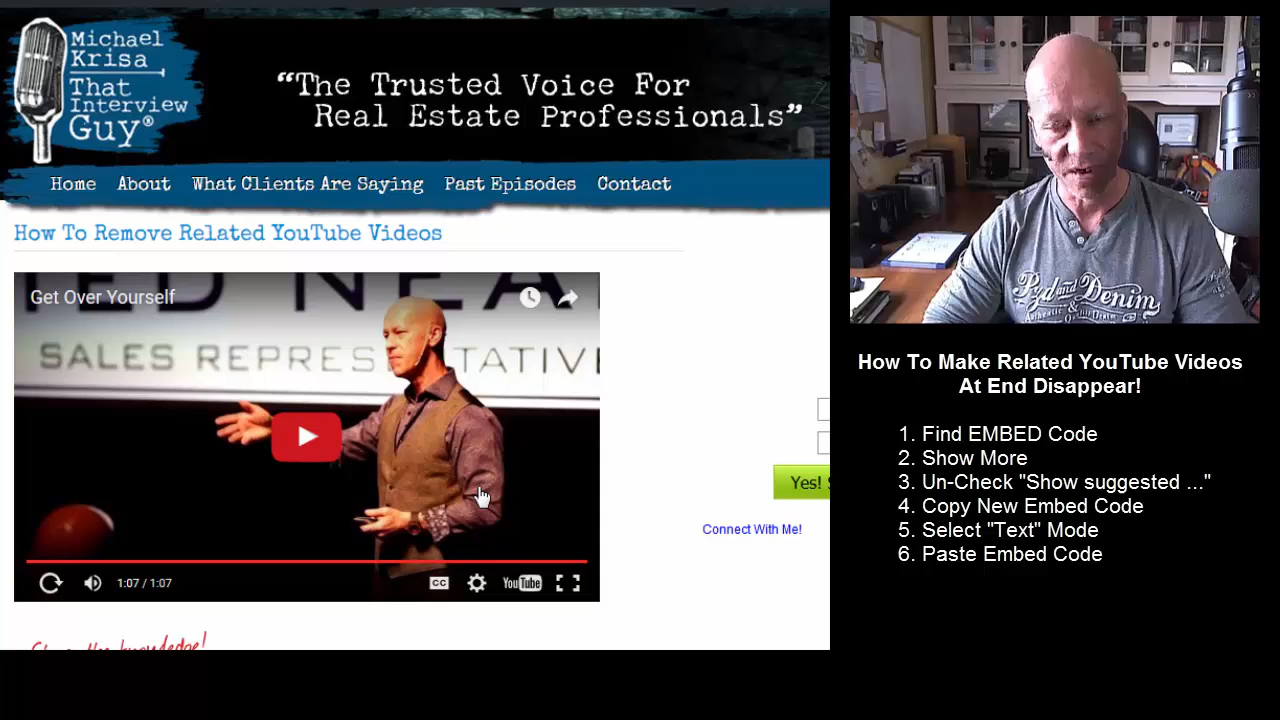 Michael
Krisa
That
Interview
Guy®
“The Trusted Voice For
Real Estate Professionals”
Home About What Clients Are Saying Past Episodes Contact
How To Remove Related YouTube Videos
Get Over Yourself
SALES REPRESENTATIVE
1:07 / 1:07
CC
YouTube
Yes!
Connect With Me!
the knowledge!
How To Make Related YouTube Videos
At End Disappear!
1. Find EMBED Code
2. Show More
3. Un-Check "Show suggested ..."
4. Copy New Embed Code
5. Select "Text" Mode
6. Paste Embed Code